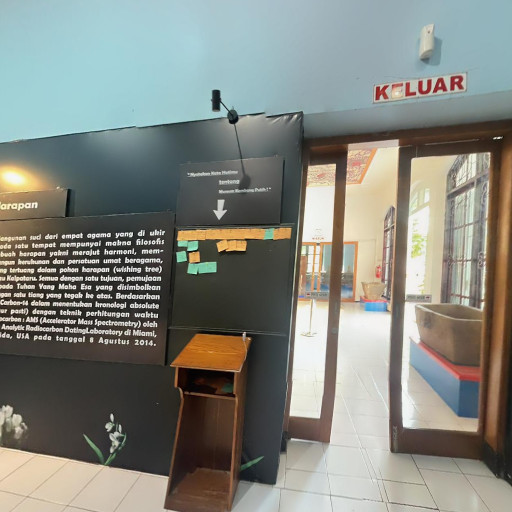 KELUAR
Harapan
bangunan suci dari empat agama yang di ukir
pada satu tempat mempunyai makna filosofis
sebuah harapan yakni merajut harmoni, mem-
bangun kerukunan dan persatuan umat beragama,
yang tertuang dalam pohon harapan (wishing tree)
Kalpataru. Semua dengan satu tujuan, pemujaan
kepada Tuhan Yang Maha Esa yang disimbolkan
dengan satu tiang yang tegak ke atas. Berdasarkan
Carbon-14 dalam menentukan kronologi absolute
pasti) dengan teknik perhitungan waktu
: AMS (Accelerator Mass Spectrometry) oleh
Analytic Radiocarbon DatingLaboratory di Miami,
USA pada tanggal 8 Agustus 2014.